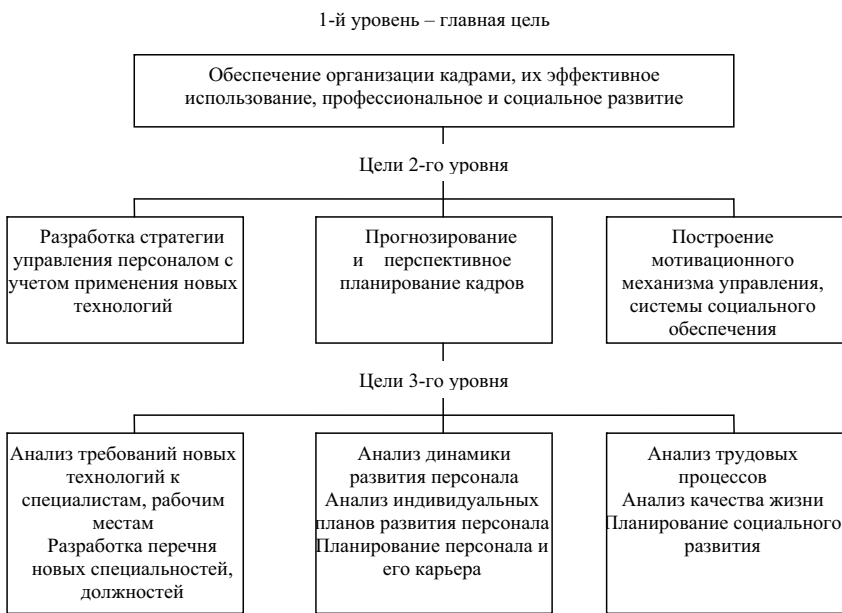 1-й уровень – главная цель
Обеспечение организации кадрами, их эффективное
использование, профессиональное и социальное развитие
Цели 2-го уровня
Разработка стратегии
управления персоналом с
учетом применения новых
технологий
Прогнозирование
и перспективное
планирование кадров
Построение
мотивационного
механизма управления,
системы социального
обеспечения
Цели 3-го уровня
Анализ требований новых
технологий к
специалистам, рабочим
местам
Разработка перечня
новых специальностей,
должностей
Анализ динамики
развития персонала
Анализ индивидуальных
планов развития персонала
Планирование персонала и
его карьера
Анализ трудовых
процессов
Анализ качества жизни
Планирование социального
развития